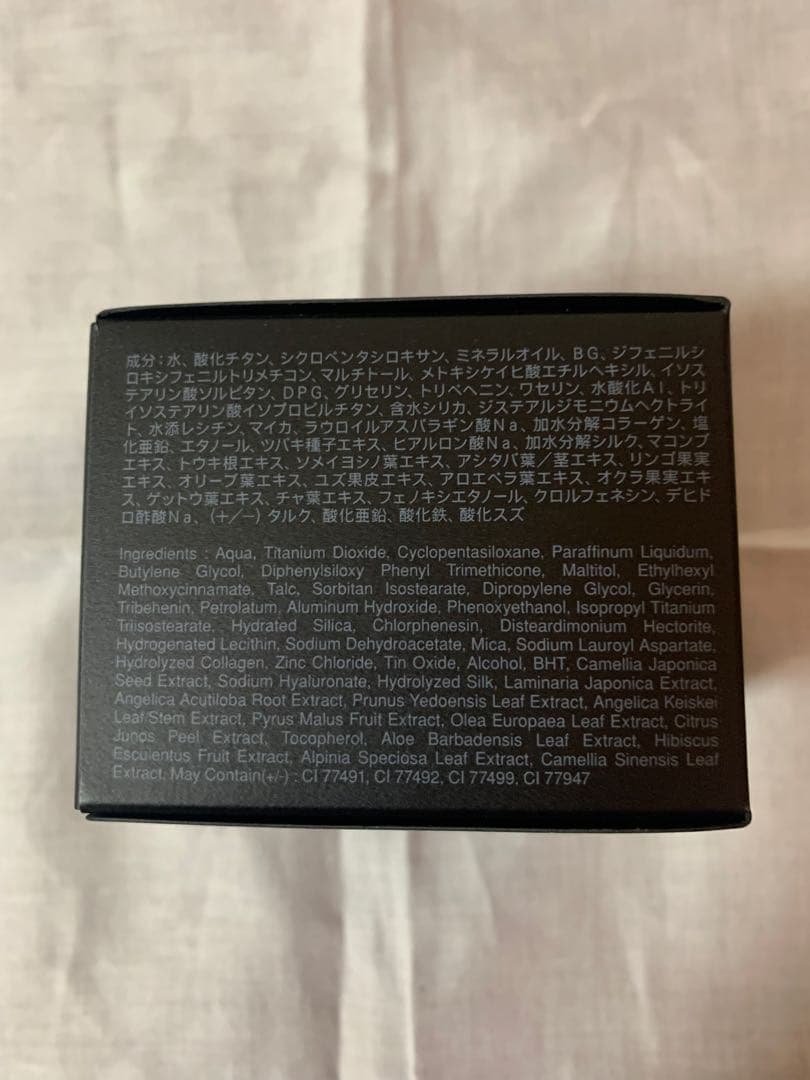 成分：水、酸化チタン、シクロペンタシロキサン、ミネラルオイル、ＢＧ、ジフェニルシ
ロキシフェニルトリメチコン、マルチドール、メトキシケイヒ酸エチルヘキシル、イソス
テアリン酸ソルビタン、ＤＰＧ、グリセリン、トリベヘニン、ワセリン、水酸化ＡＩ、トリ
イソステアリン酸イソプロピルチタン、含水シリカ、ジステアルジモニウムヘクトライ
ト、水添レシチン、マイカ、ラウロイルアスパラギン酸Ｎａ、加水分解コラーゲン、塩
化亜鉛、エタノール、ツバキ種子エキス、ヒアルロン酸Ｎａ、加水分解シルク、マコンブ
エキス、トウキ根エキス、ソメイヨシノ葉エキス、アシタバ葉／茎エキス、リンゴ果実
エキス、オリーブ葉エキス、ユズ果皮エキス、アロエベラ葉エキス、オクラ果実エキ
ス、ゲットウ葉エキス、チャ葉エキス、フェノキシエタノール、クロルフェネシン、デヒド
ロ酢酸Ｎａ、（＋／－）タルク、酸化亜鉛、酸化鉄、酸化スズ
Ingredients : Aqua, Titanium Dioxide, Cyclopentasiloxane, Paraffinum Liquidum,
Butylene Glycol, Diphenylsiloxy Phenyl Trimethicone, Maltitol, Ethylhexyl
Methoxycinnamate, Talc, Sorbitan Isostearate, Dipropylene Glycol, Glycerin,
Tribehenin, Petrolatum, Aluminum Hydroxide, Phenoxyethanol, Isopropyl Titanium
Triisostearate, Hydrated Silica, Chlorphenesin, Disteardimonium Hectorite,
Hydrogenated Lecithin, Sodium Dehydroacetate, Mica, Sodium Lauroyl Aspartate,
Hydrolyzed Collagen, Zinc Chloride, Tin Oxide, Alcohol, BHT, Camellia Japonica
Seed Extract, Sodium Hyaluronate, Hydrolyzed Silk, Laminaria Japonica Extract,
Angelica Acutiloba Root Extract, Prunus Yedoensis Leaf Extract, Angelica Keiskei
Leaf Stem Extract, Pyrus Malus Fruit Extract, Olea Europaea Leaf Extract, Citrus
Junos Peel Extract, Tocopherol, Aloe Barbadensis Leaf Extract, Hibiscus
Esculentus Fruit Extract, Alpinia Speciosa Leaf Extract, Camellia Sinensis Leaf
Extract, May Contain(+/-) : CI 77491, CI 77492, CI 77499, CI 77947